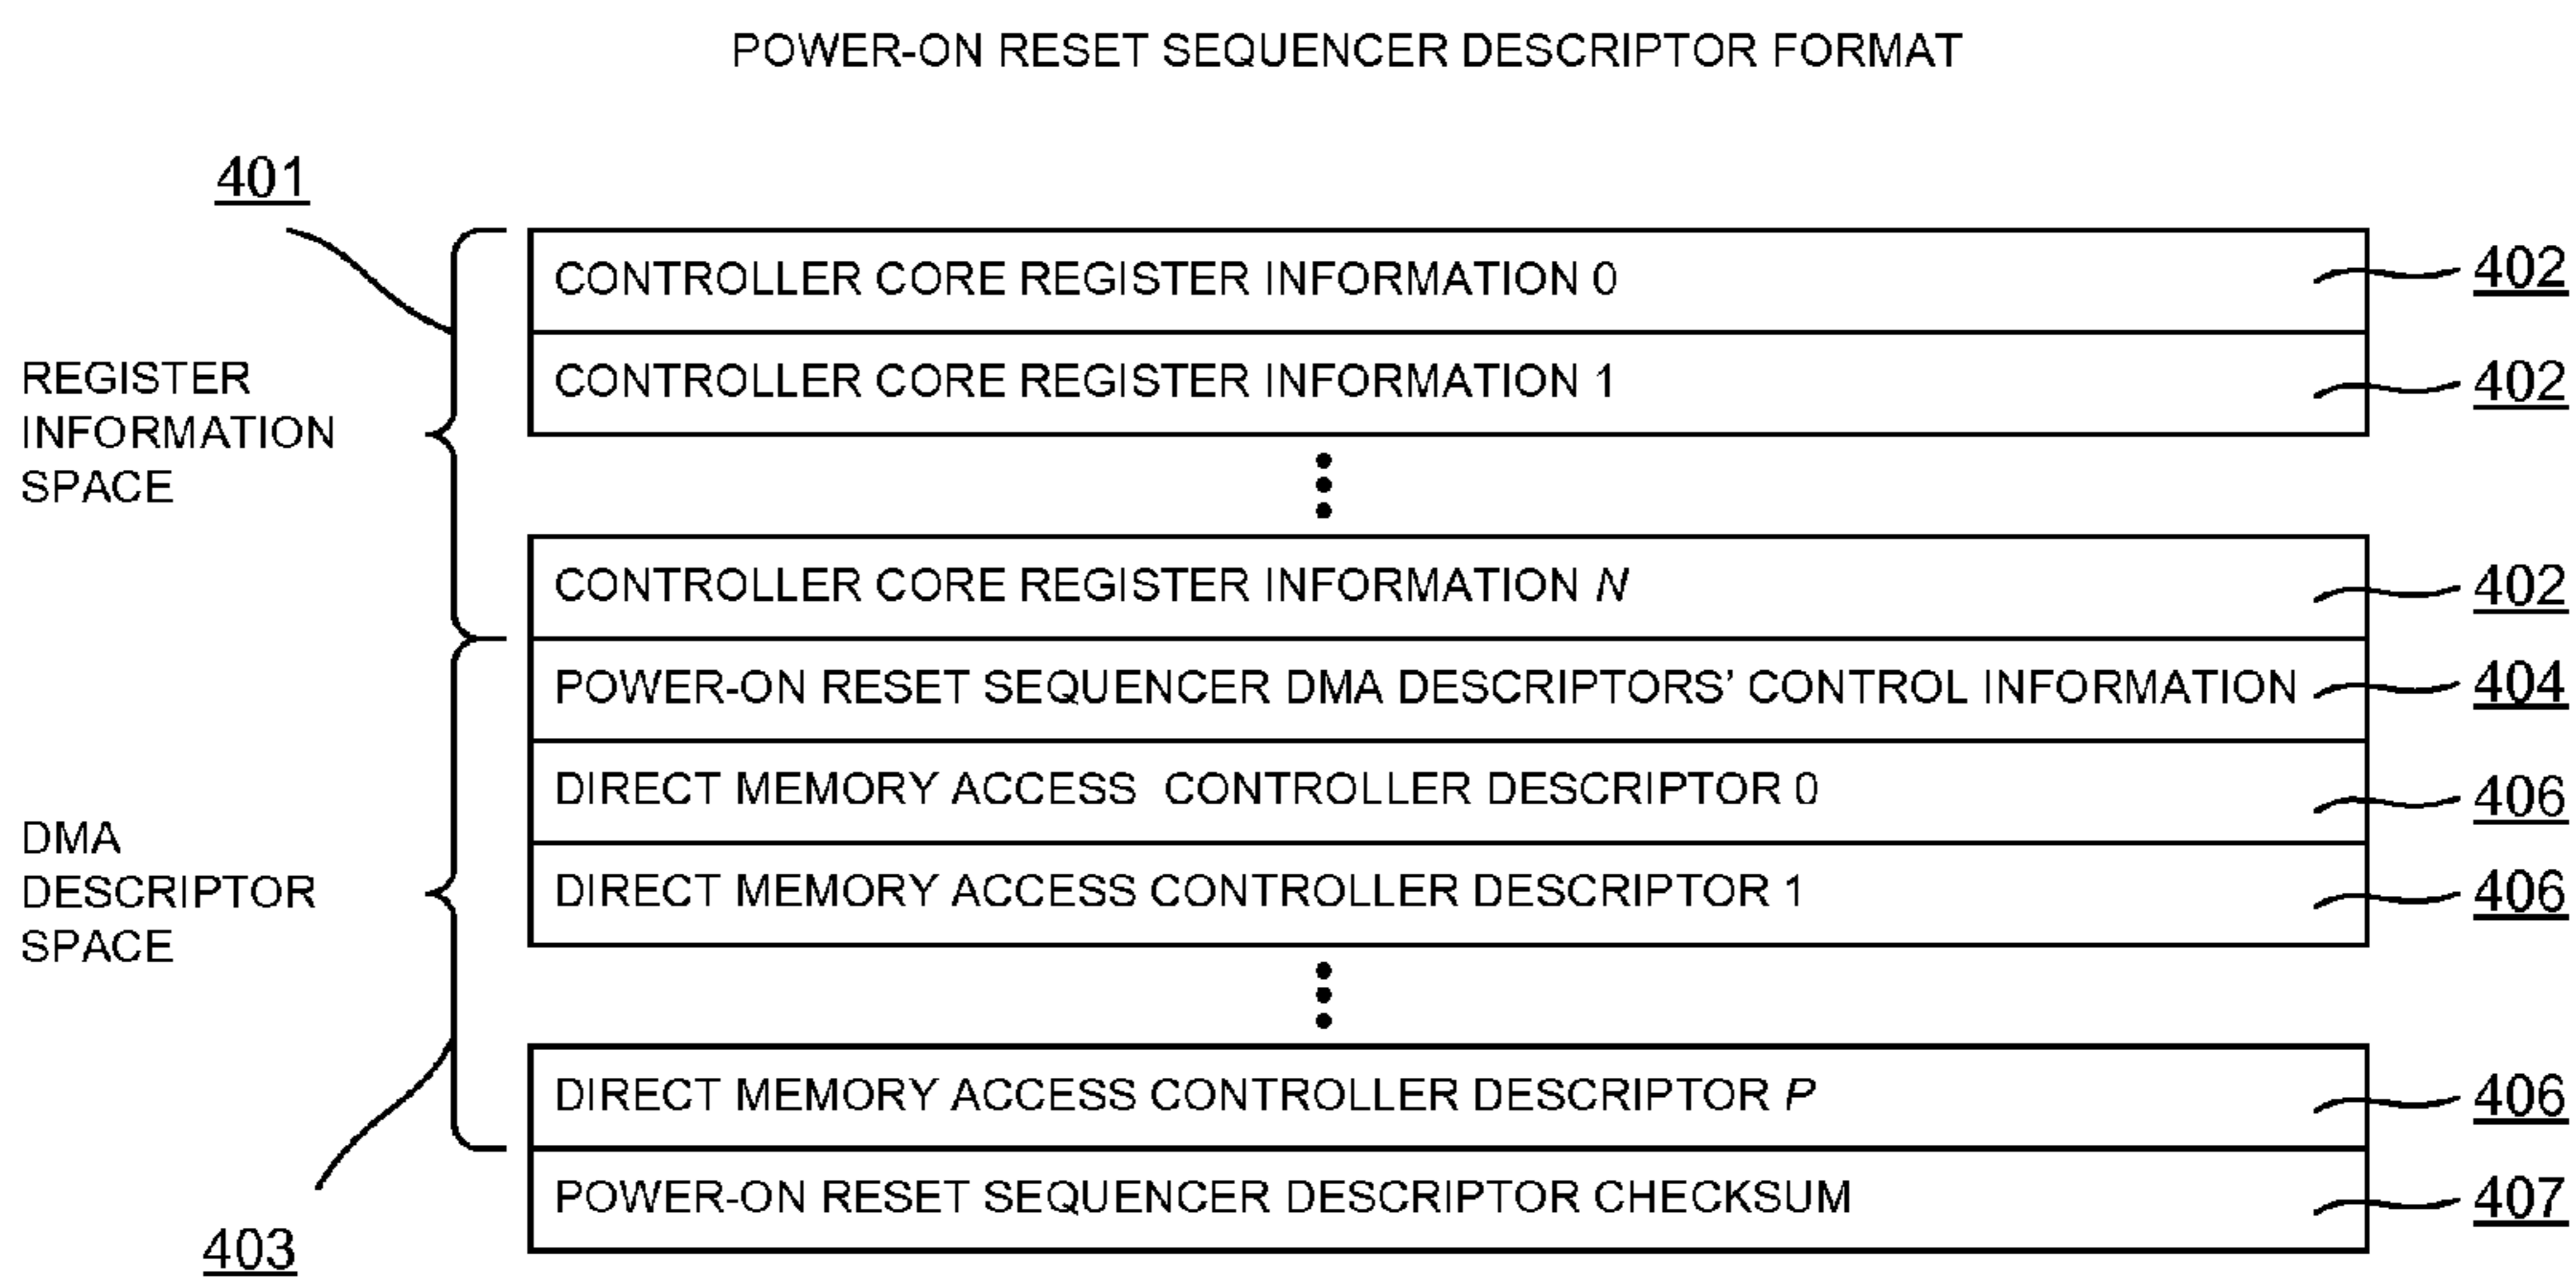 POWER-ON RESET SEQUENCER DESCRIPTOR FORMAT
401
REGISTER
INFORMATION
SPACE
CONTROLLER CORE REGISTER INFORMATION 0
402
CONTROLLER CORE REGISTER INFORMATION 1
402
CONTROLLER CORE REGISTER INFORMATION N
402
DMA
DESCRIPTOR
SPACE
403
POWER-ON RESET SEQUENCER DMA DESCRIPTORS’ CONTROL INFORMATION
404
DIRECT MEMORY ACCESS CONTROLLER DESCRIPTOR 0
406
DIRECT MEMORY ACCESS CONTROLLER DESCRIPTOR 1
406
DIRECT MEMORY ACCESS CONTROLLER DESCRIPTOR P
406
POWER-ON RESET SEQUENCER DESCRIPTOR CHECKSUM
407